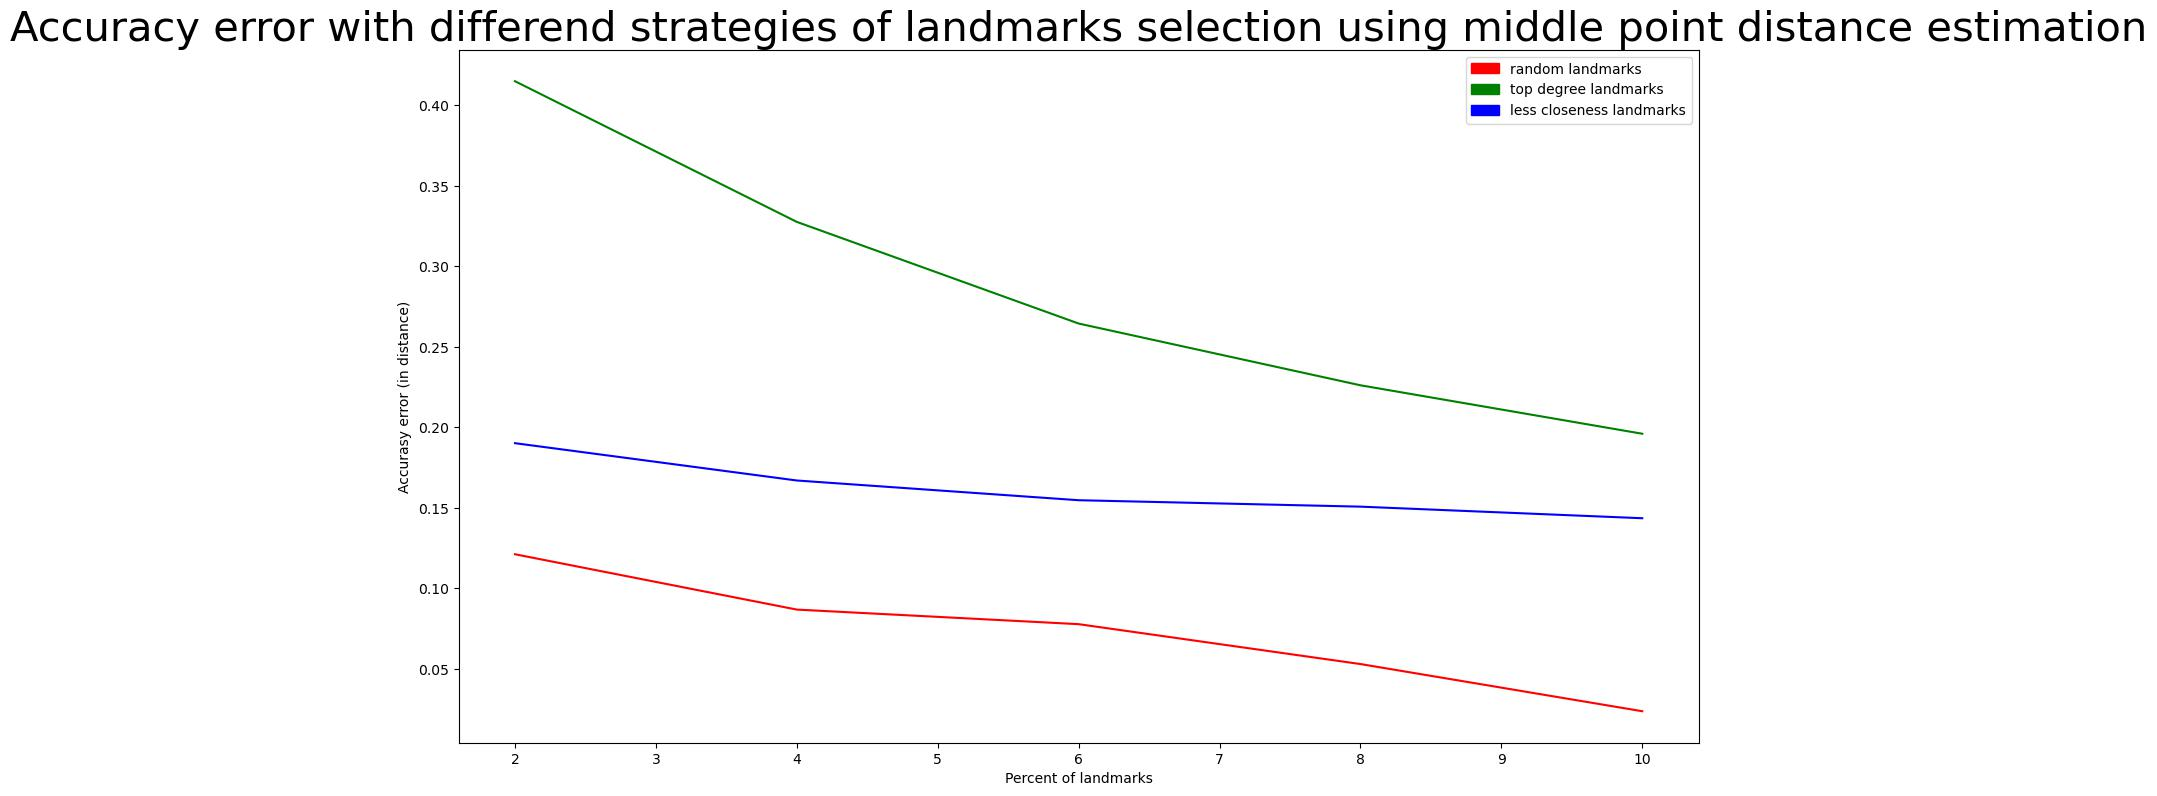 Accuracy error with differend strategies of landmarks selection using middle point distance estimation
random landmarks
top degree landmarks
less closeness landmarks
0.40
0.35
0.30
0.25
0.20
0.15
0.10
0.05
Accurasy error (in distance)
2 3 4 5 6 7 8 9 10
Percent of landmarks